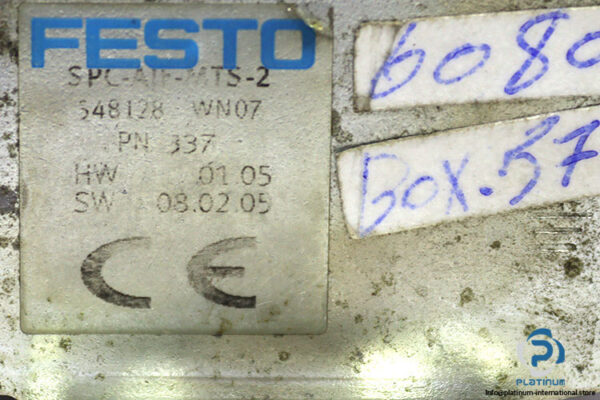 FESTO
SPC-AIF-MTS-2
548128 WN07
PN 337
HW 01.05
SW 08.02.05
CE
6080
Box.57
PLATINUM
info@platinum-international.store